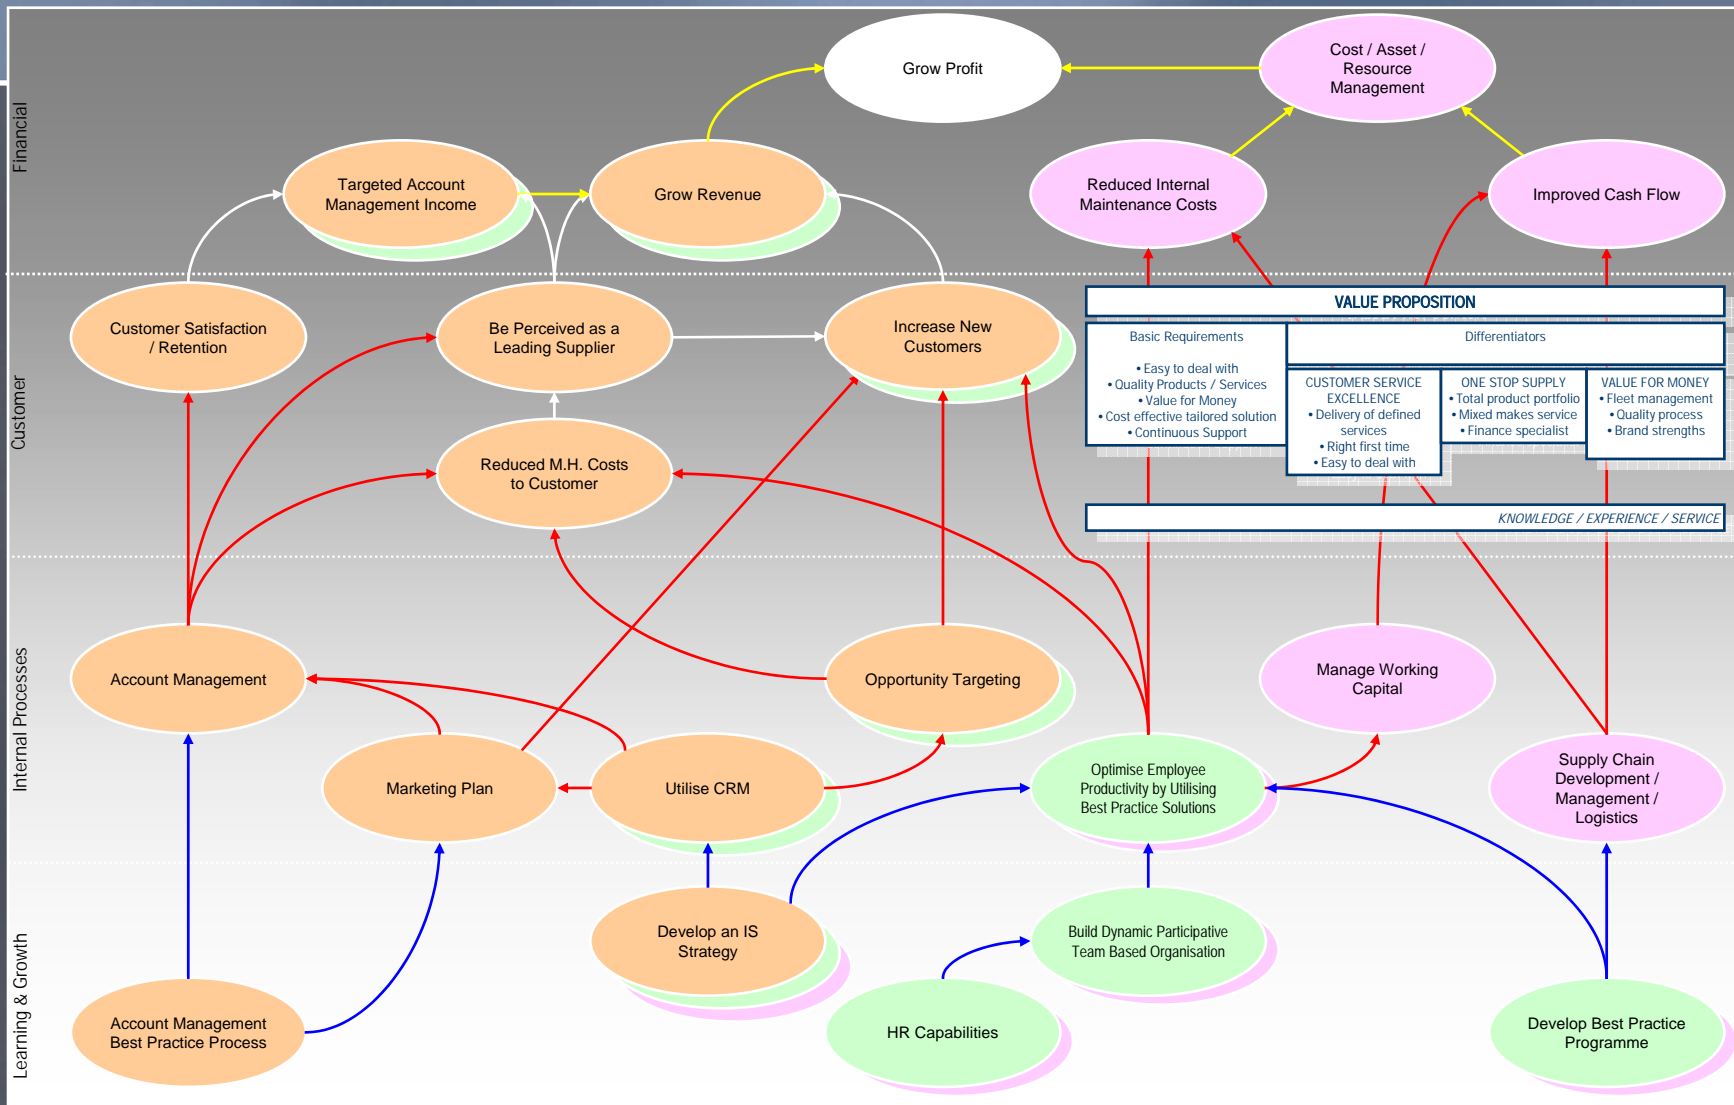 Financial
Grow Profit
Cost / Asset /
Resource
Management
Targeted Account
Management Income
Grow Revenue
Reduced Internal
Maintenance Costs
Improved Cash Flow
Customer
Customer Satisfaction
/ Retention
Be Perceived as a
Leading Supplier
Increase New
Customers
Reduced M.H. Costs
to Customer
VALUE PROPOSITION
Basic Requirements
• Easy to deal with
• Quality Products / Services
• Value for Money
• Cost effective tailored solution
• Continuous Support
Differentiators
CUSTOMER SERVICE
EXCELLENCE
• Delivery of defined
services
• Right first time
• Easy to deal with
ONE STOP SUPPLY
• Total product portfolio
• Mixed makes service
• Finance specialist
VALUE FOR MONEY
• Fleet management
• Quality process
• Brand strengths
KNOWLEDGE / EXPERIENCE / SERVICE
Internal Processes
Account Management
Opportunity Targeting
Manage Working
Capital
Marketing Plan
Utilise CRM
Optimise Employee
Productivity by Utilising
Best Practice Solutions
Supply Chain
Development /
Management /
Logistics
Learning & Growth
Develop an IS
Strategy
Build Dynamic Participative
Team Based Organisation
Account Management
Best Practice Process
HR Capabilities
Develop Best Practice
Programme